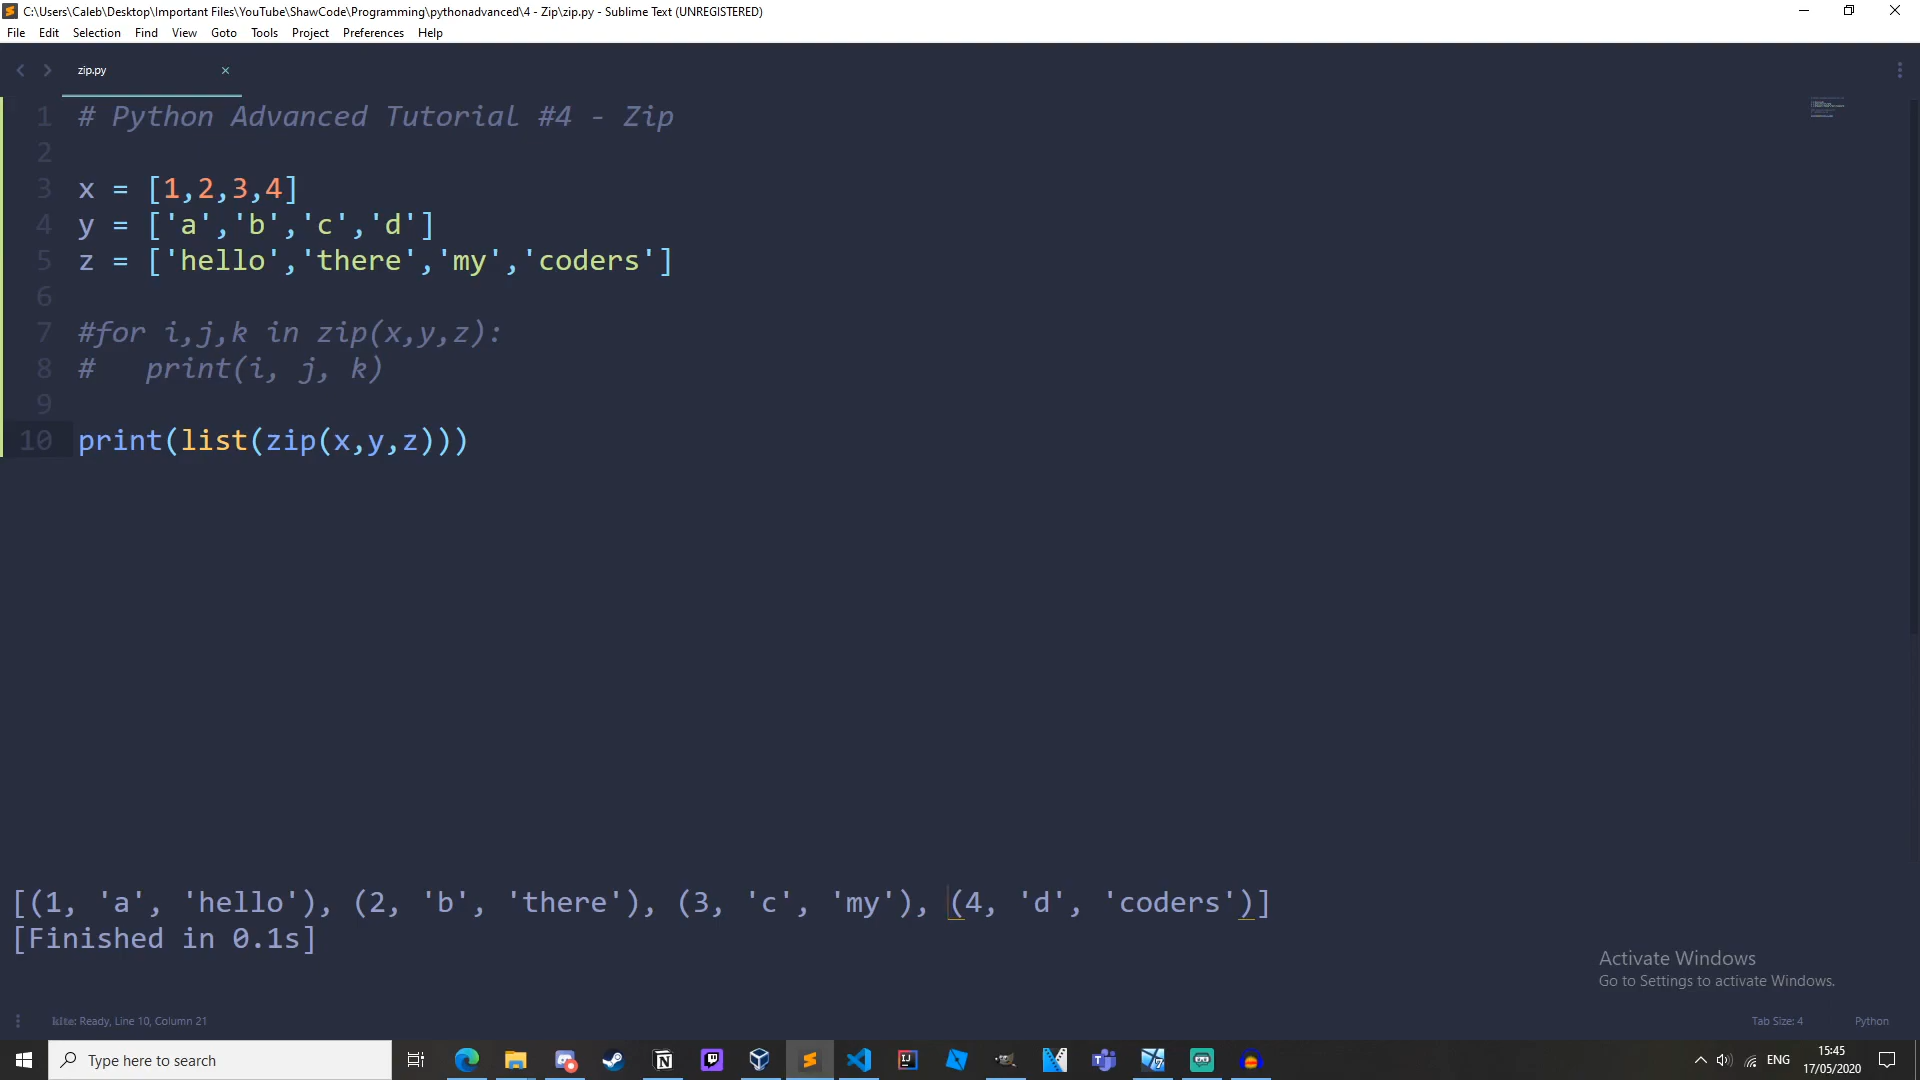 C:\Users\Caleb\Desktop\Important Files\YouTube\ShawCode\Programming\pythonadvanced\4 - Zip\zip.py - Sublime Text (UNREGISTERED)
File Edit Selection Find View Goto Tools Project Preferences Help
zip.py
1 # Python Advanced Tutorial #4 - Zip
2
3 x = [1,2,3,4]
4 y = ['a','b','c','d']
5 z = ['hello','there','my','coders']
6
7 #for i,j,k in zip(x,y,z):
8 #   print(i, j, k)
9
10 print(list(zip(x,y,z)))
[(1, 'a', 'hello'), (2, 'b', 'there'), (3, 'c', 'my'), (4, 'd', 'coders')]
[Finished in 0.1s]
Activate Windows
Go to Settings to activate Windows.
kite: Ready, Line 10, Column 21 Tab Size: 4 Python
Type here to search
ENG
15:45
17/05/2020